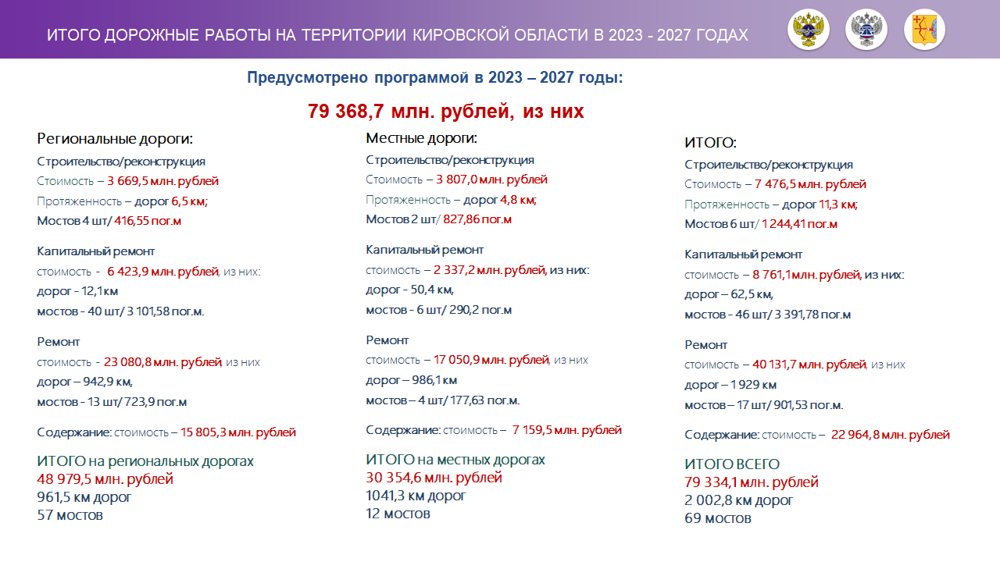 ИТОГО ДОРОЖНЫЕ РАБОТЫ НА ТЕРРИТОРИИ КИРОВСКОЙ ОБЛАСТИ В 2023 - 2027 ГОДАХ
Предусмотрено программой в 2023 – 2027 годы:
79 368,7 млн. рублей, из них
Региональные дороги:
Строительство/реконструкция
Стоимость – 3 669,5 млн. рублей
Протяженность – дорог 6,5 км;
Мостов 4 шт/ 416,55 пог.м
Капитальный ремонт
стоимость - 6 423,9 млн. рублей, из них:
дорог - 12,1 км
мостов - 40 шт/ 3 101,58 пог.м.
Ремонт
стоимость - 23 080,8 млн. рублей, из них
дорог – 942,9 км,
мостов - 13 шт/ 723,9 пог.м
Содержание: стоимость – 15 805,3 млн. рублей
ИТОГО на региональных дорогах
48 979,5 млн. рублей
961,5 км дорог
57 мостов
Местные дороги:
Строительство/реконструкция
Стоимость – 3 807,0 млн. рублей
Протяженность – дорог 4,8 км;
Мостов 2 шт/ 827,86 пог.м
Капитальный ремонт
стоимость – 2 337,2 млн. рублей, из них:
дорог - 50,4 км,
мостов - 6 шт/ 290,2 пог.м
Ремонт
стоимость – 17 050,9 млн. рублей, из них
дорог – 986,1 км
мостов – 4 шт/ 177,63 пог.м.
Содержание: стоимость – 7 159,5 млн. рублей
ИТОГО на местных дорогах
30 354,6 млн. рублей
1041,3 км дорог
12 мостов
ИТОГО:
Строительство/реконструкция
Стоимость – 7 476,5 млн. рублей
Протяженность – дорог 11,3 км;
Мостов 6 шт/ 1 244,41 пог.м
Капитальный ремонт
стоимость – 8 761,1 млн. рублей, из них:
дорог – 62,5 км,
мостов - 46 шт/ 3 391,78 пог.м
Ремонт
стоимость – 40 131,7 млн. рублей, из них
дорог – 1 929 км
мостов – 17 шт/ 901,53 пог.м.
Содержание: стоимость – 22 964,8 млн. рублей
ИТОГО ВСЕГО
79 334,1 млн. рублей
2 002,8 км дорог
69 мостов